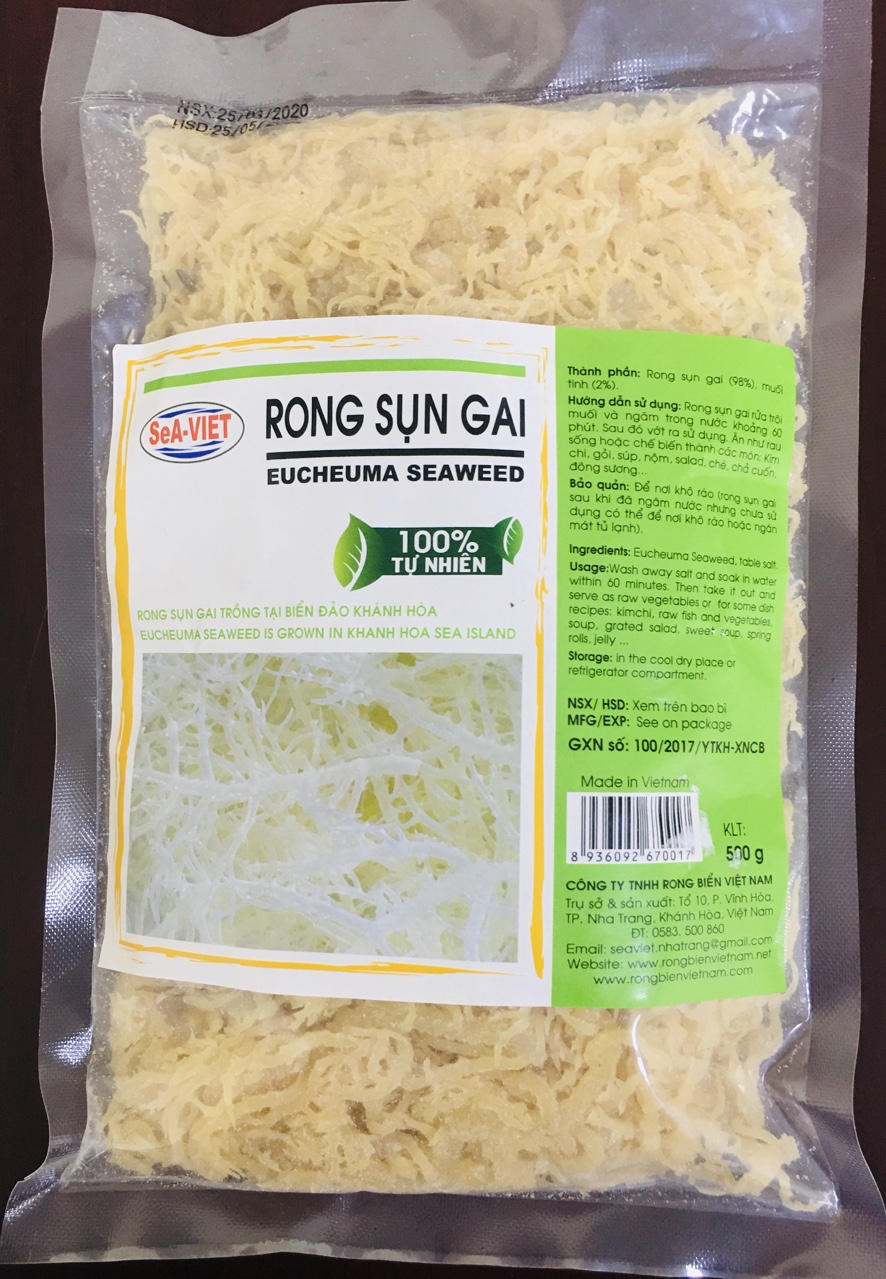 NSX:25/03/2020
HSD:25/05/
SeA-VIET
RONG SỤN GAI
EUCHEUMA SEAWEED
100%
TỰ NHIÊN
RONG SỤN GAI TRỒNG TẠI BIỂN ĐẢO KHÁNH HÒA
EUCHEUMA SEAWEED IS GROWN IN KHANH HOA SEA ISLAND
Thành phần: Rong sụn gai (98%), muối
tinh (2%).
Hướng dẫn sử dụng: Rong sụn gai rửa trôi
muối và ngâm trong nước khoảng 60
phút. Sau đó vớt ra sử dụng. Ăn như rau
sống hoặc chế biến thành các món: Kim
chi, gỏi, súp, nộm, salad, chè, chả cuốn,
đông sương...
Bảo quản: Để nơi khô ráo (rong sụn gai
sau khi đã ngâm nước nhưng chưa sử
dụng có thể để nơi khô ráo hoặc ngăn
mát tủ lạnh).
Ingredients: Eucheuma Seaweed, table salt.
Usage:Wash away salt and soak in water
within 60 minutes. Then take it out and
serve as raw vegetables or for some dish
recipes: kimchi, raw fish and vegetables,
soup, grated salad, sweet soup, spring
rolls, jelly ...
Storage: in the cool dry place or
refrigerator compartment.
NSX/ HSD: Xem trên bao bì
MFG/EXP: See on package
GXN số: 100/2017/YTKH-XNCB
Made in Vietnam
8 936092 670017
KLT:
500 g
CÔNG TY TNHH RONG BIỂN VIỆT NAM
Trụ sở & sản xuất: Tổ 10, P. Vĩnh Hòa,
TP. Nha Trang, Khánh Hòa, Việt Nam
ĐT: 0583. 500 860
Email: seaviet.nhatrang@gmail.com
Website: www.rongbienvietnam.net
www.rongbienvietnam.com